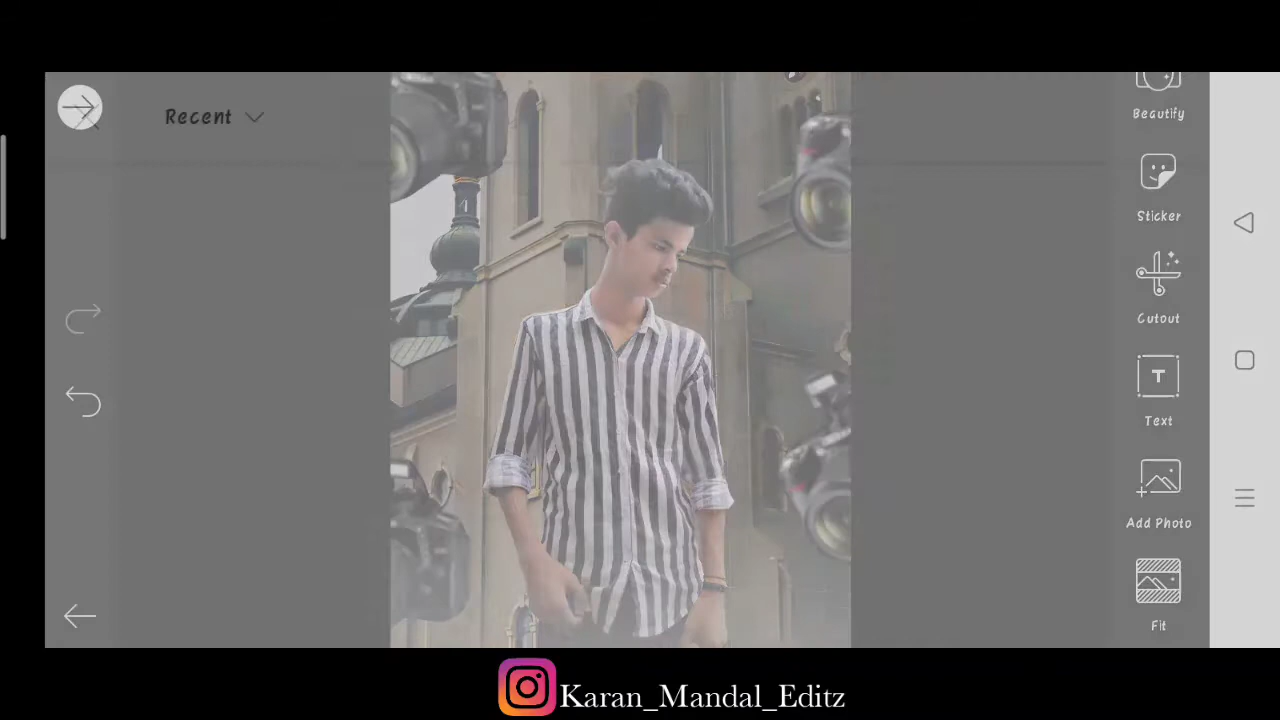 Recent
Beautify
Sticker
Cutout
T
Text
Add Photo
Fit
Karan_Mandal_Editz